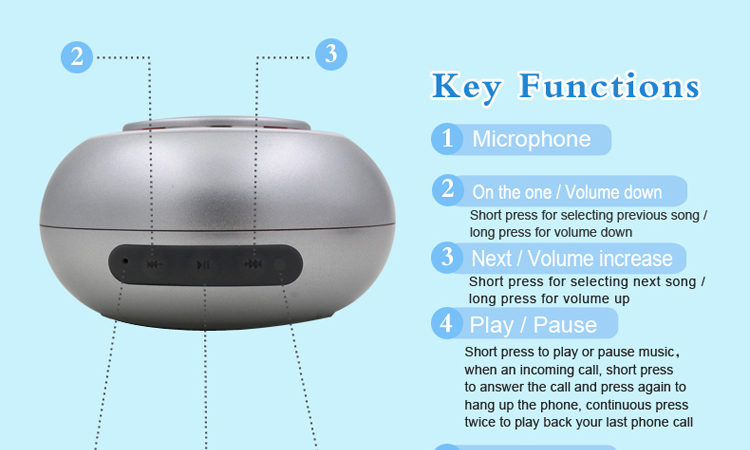 2
3
Key Functions
1 Microphone
2 On the one / Volume down
Short press for selecting previous song /
long press for volume down
3 Next / Volume increase
Short press for selecting next song /
long press for volume up
4 Play / Pause
Short press to play or pause music,
when an incoming call, short press
to answer the call and press again to
hang up the phone, continuous press
twice to play back your last phone call